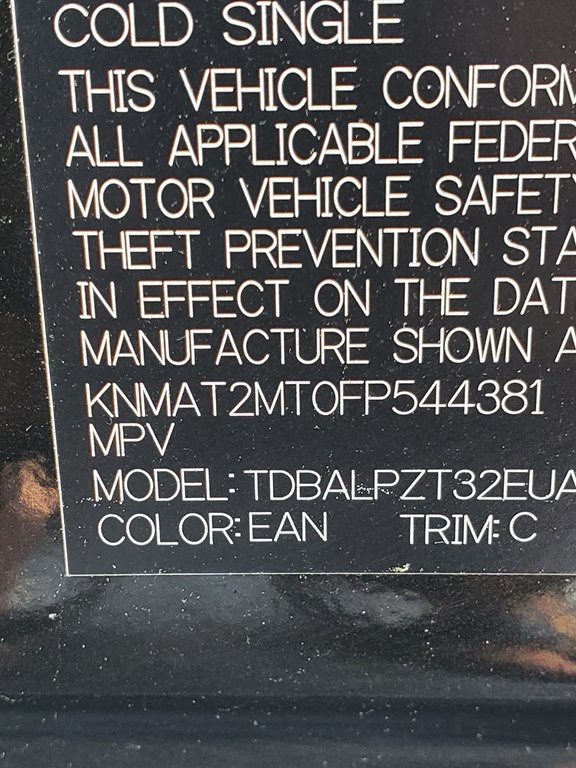 COLD SINGLE
THIS VEHICLE CONFORM
ALL APPLICABLE FEDER
MOTOR VEHICLE SAFETY
THEFT PREVENTION STA
IN EFFECT ON THE DAT
MANUFACTURE SHOWN A
KNMAT2MT0FP544381
MPV
MODEL: TDBALPZT32EUA
COLOR: EAN TRIM: C